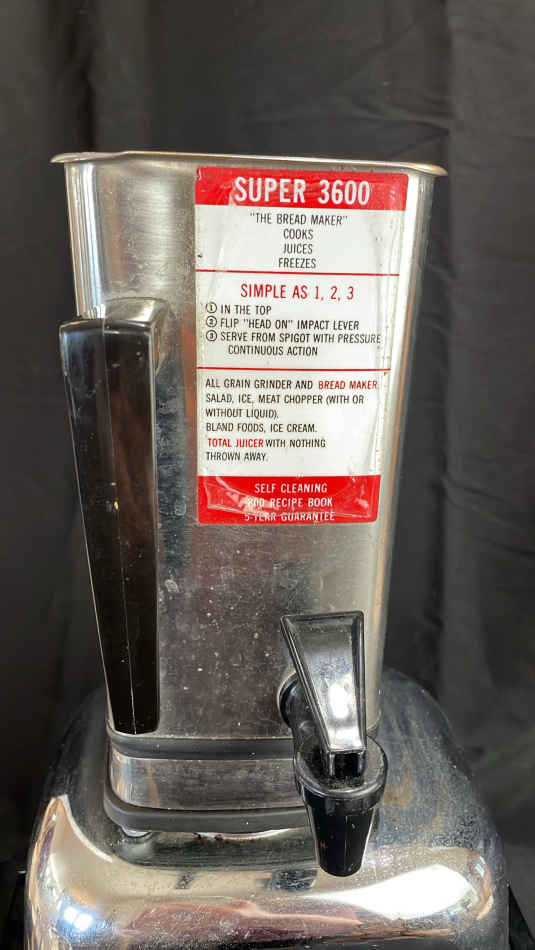 SUPER 3600
"THE BREAD MAKER"
COOKS
JUICES
FREEZES
SIMPLE AS 1, 2, 3
① IN THE TOP
② FLIP "HEAD ON" IMPACT LEVER
③ SERVE FROM SPIGOT WITH PRESSURE
CONTINUOUS ACTION
ALL GRAIN GRINDER AND BREAD MAKER.
SALAD, ICE, MEAT CHOPPER (WITH OR
WITHOUT LIQUID).
BLAND FOODS, ICE CREAM.
TOTAL JUICER WITH NOTHING
THROWN AWAY.
SELF CLEANING
RECIPE BOOK
5-YEAR GUARANTEE